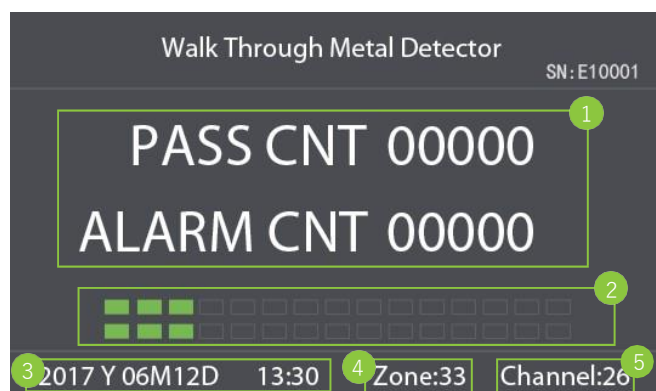 Walk Through Metal Detector
SN:E10001
1
PASS CNT 00000
ALARM CNT 00000
2
3 2017 Y 06M12D 13:30 4 Zone:33 Channel:26 5